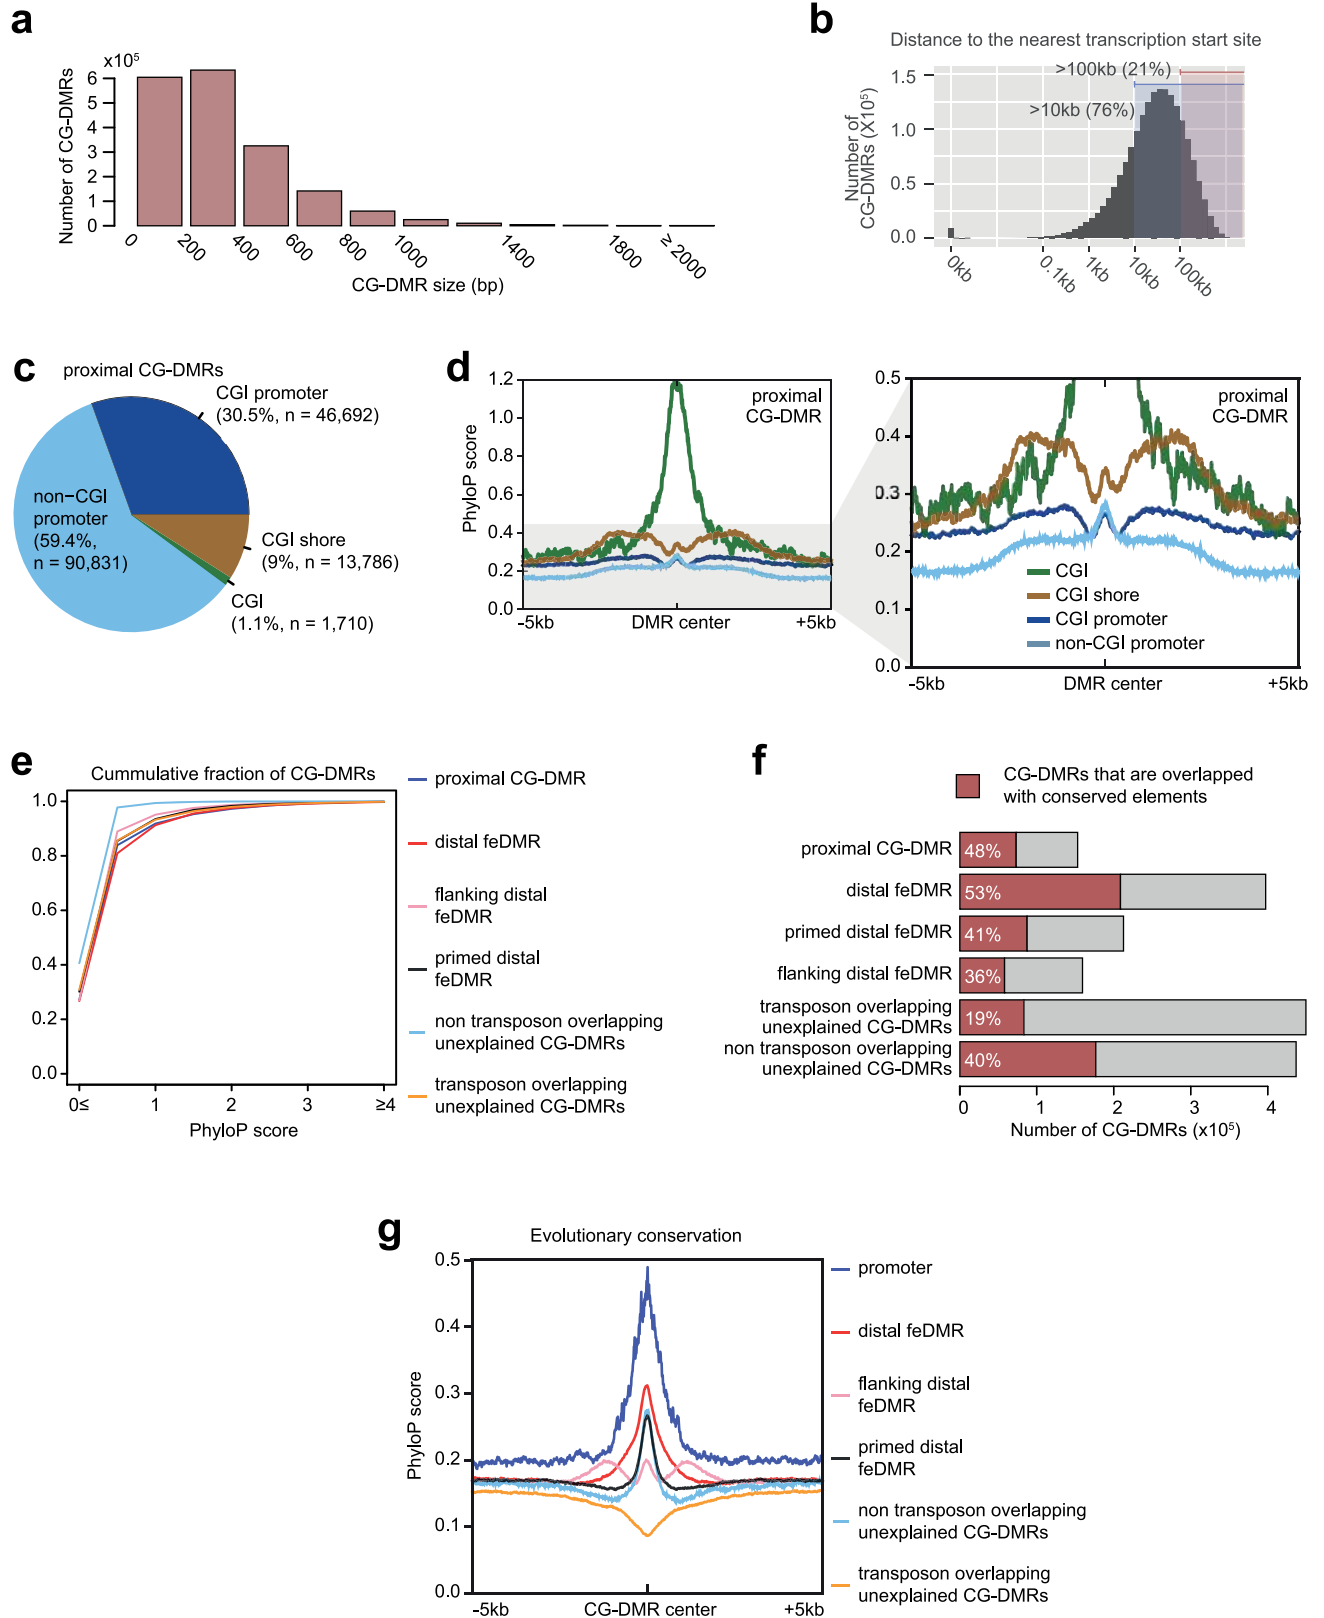 a
×10⁵
Number of CG-DMRs
6
5
4
3
2
1
0
0
200
400
600
800
1000
1400
1800
≥ 2000
CG-DMR size (bp)
b
Distance to the nearest transcription start site
>100kb (21%)
>10kb (76%)
Number of
CG-DMRs (X10⁵)
1.5
1.0
0.5
0.0
0kb
0.1kb
1kb
10kb
100kb
c
proximal CG-DMRs
CGI promoter
(30.5%, n = 46,692)
non−CGI
promoter
(59.4%,
n = 90,831)
CGI shore
(9%, n = 13,786)
CGI
(1.1%, n = 1,710)
d
PhyloP score
1.2
1.0
0.8
0.6
0.4
0.2
0.0
proximal
CG-DMR
-5kb
DMR center
+5kb
0.5
0.4
0.3
0.2
0.1
0.0
proximal
CG-DMR
CGI
CGI shore
CGI promoter
non-CGI promoter
-5kb
DMR center
+5kb
e
Cummulative fraction of CG-DMRs
1.0
0.8
0.6
0.4
0.2
0.0
0≤
1
2
3
≥4
PhyloP score
proximal CG-DMR
distal feDMR
flanking distal
feDMR
primed distal
feDMR
non transposon overlapping
unexplained CG-DMRs
transposon overlapping
unexplained CG-DMRs
f
CG-DMRs that are overlapped
with conserved elements
proximal CG-DMR
48%
distal feDMR
53%
primed distal feDMR
41%
flanking distal feDMR
36%
transposon overlapping
unexplained CG-DMRs
19%
non transposon overlapping
unexplained CG-DMRs
40%
0
1
2
3
4
Number of CG-DMRs (x10⁵)
g
Evolutionary conservation
PhyloP score
0.5
0.4
0.3
0.2
0.1
0.0
-5kb
CG-DMR center
+5kb
promoter
distal feDMR
flanking distal
feDMR
primed distal
feDMR
non transposon overlapping
unexplained CG-DMRs
transposon overlapping
unexplained CG-DMRs